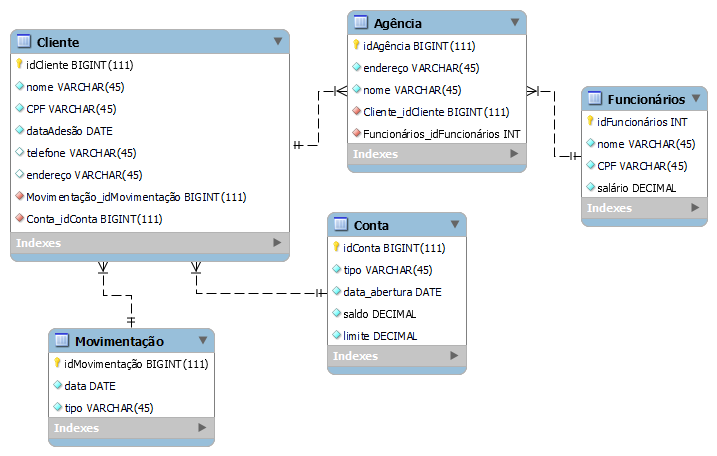 Cliente
idCliente BIGINT(111)
nome VARCHAR(45)
CPF VARCHAR(45)
dataAdesão DATE
telefone VARCHAR(45)
endereço VARCHAR(45)
Movimentação_idMovimentação BIGINT(111)
Conta_idConta BIGINT(111)
Indexes
Agência
idAgência BIGINT(111)
endereço VARCHAR(45)
nome VARCHAR(45)
Cliente_idCliente BIGINT(111)
Funcionários_idFuncionários INT
Indexes
Funcionários
idFuncionários INT
nome VARCHAR(45)
CPF VARCHAR(45)
salário DECIMAL
Indexes
Conta
idConta BIGINT(111)
tipo VARCHAR(45)
data_abertura DATE
saldo DECIMAL
limite DECIMAL
Indexes
Movimentação
idMovimentação BIGINT(111)
data DATE
tipo VARCHAR(45)
Indexes